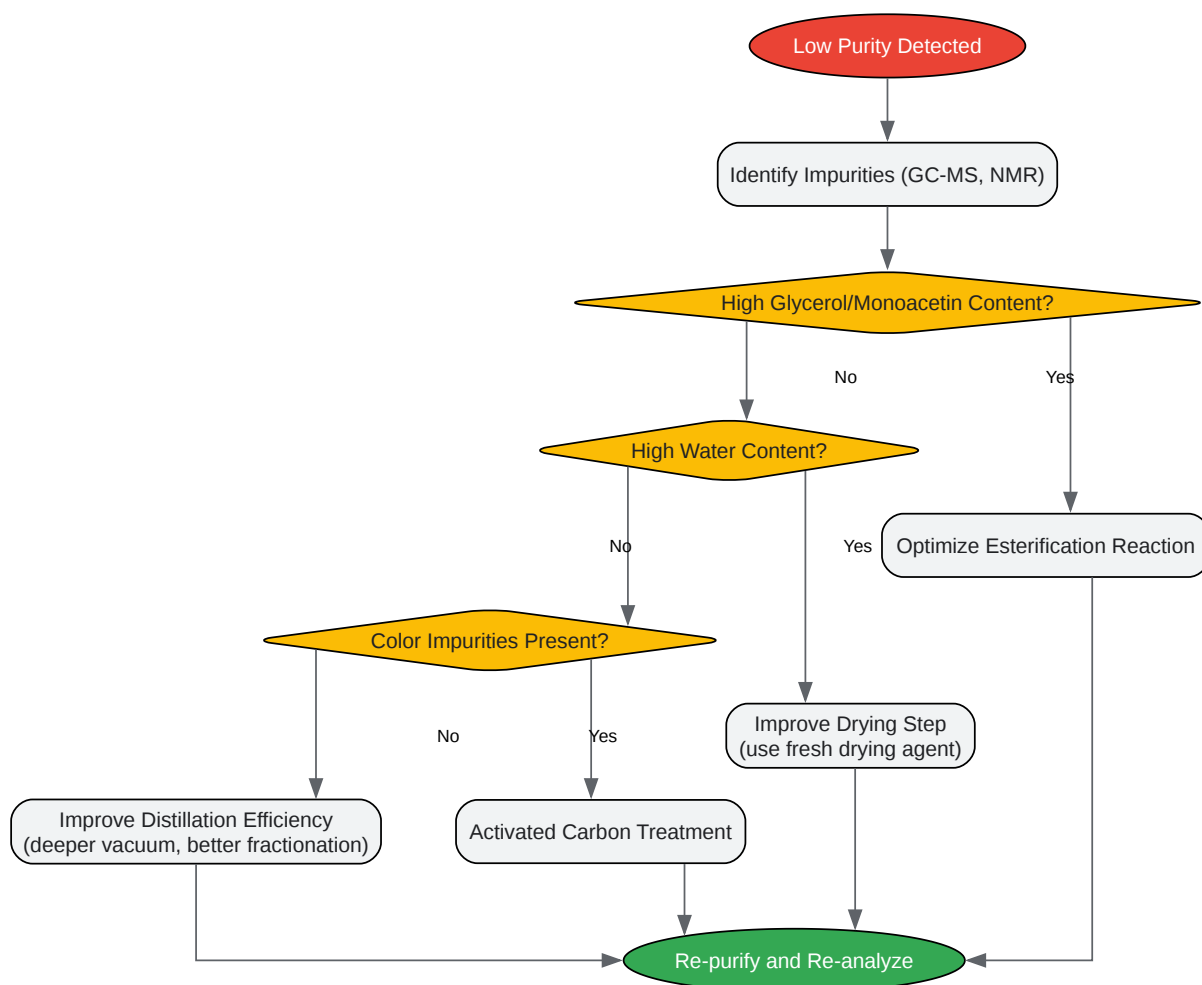 Low Purity Detected
Identify Impurities (GC-MS, NMR)
High Glycerol/Monoacetin Content?
No
Yes
High Water Content?
No
Yes
Optimize Esterification Reaction
Color Impurities Present?
No
Yes
Improve Drying Step
(use fresh drying agent)
Improve Distillation Efficiency
(deeper vacuum, better fractionation)
Activated Carbon Treatment
Re-purify and Re-analyze